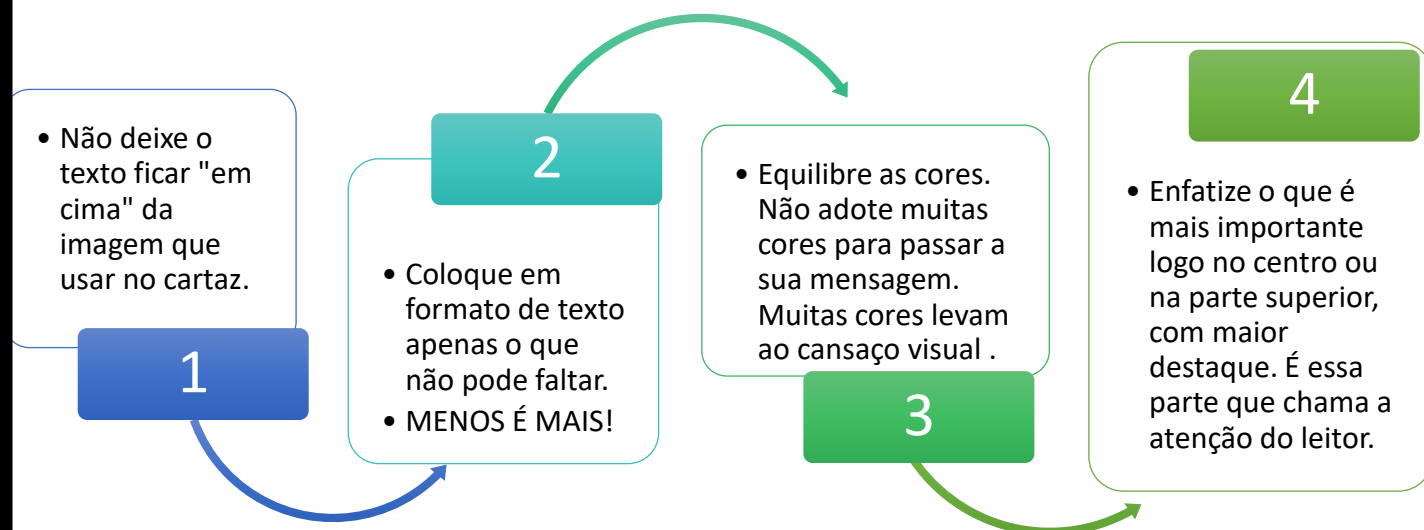 • Não deixe o
texto ficar "em
cima" da
imagem que
usar no cartaz.
1
2
• Coloque em
formato de texto
apenas o que
não pode faltar.
• MENOS É MAIS!
• Equilibre as cores.
Não adote muitas
cores para passar a
sua mensagem.
Muitas cores levam
ao cansaço visual .
3
4
• Enfatize o que é
mais importante
logo no centro ou
na parte superior,
com maior
destaque. É essa
parte que chama a
atenção do leitor.